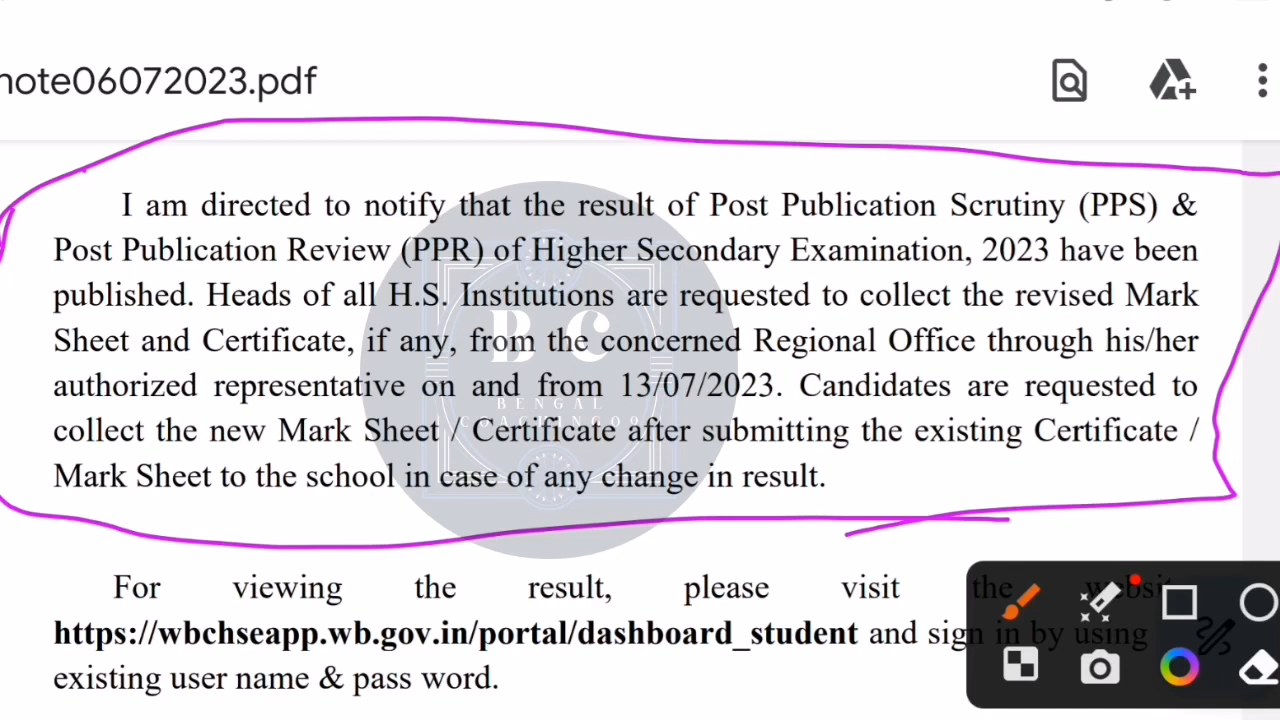 note06072023.pdf
I am directed to notify that the result of Post Publication Scrutiny (PPS) &
Post Publication Review (PPR) of Higher Secondary Examination, 2023 have been
published. Heads of all H.S. Institutions are requested to collect the revised Mark
Sheet and Certificate, if any, from the concerned Regional Office through his/her
authorized representative on and from 13/07/2023. Candidates are requested to
collect the new Mark Sheet / Certificate after submitting the existing Certificate /
Mark Sheet to the school in case of any change in result.
B C
BENGAL
For viewing the result, please visit the
https://wbchseapp.wb.gov.in/portal/dashboard_student and sign in by using
existing user name & pass word.